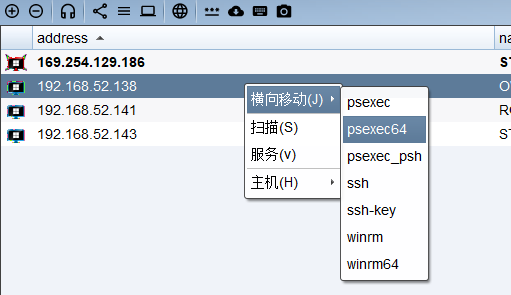 address
na
169.254.129.186
ST
192.168.52.138
O
192.168.52.141
RO
192.168.52.143
ST
横向移动(J)
扫描(S)
服务(v)
主机(H)
psexec
psexec64
psexec_psh
ssh
ssh-key
winrm
winrm64